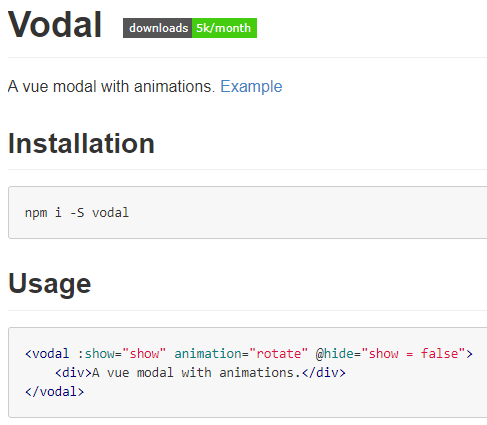 Vodal downloads 5k/month
A vue modal with animations. Example
Installation
npm i -S vodal
Usage
<vodal :show="show" animation="rotate" @hide="show = false">
    <div>A vue modal with animations.</div>
</vodal>